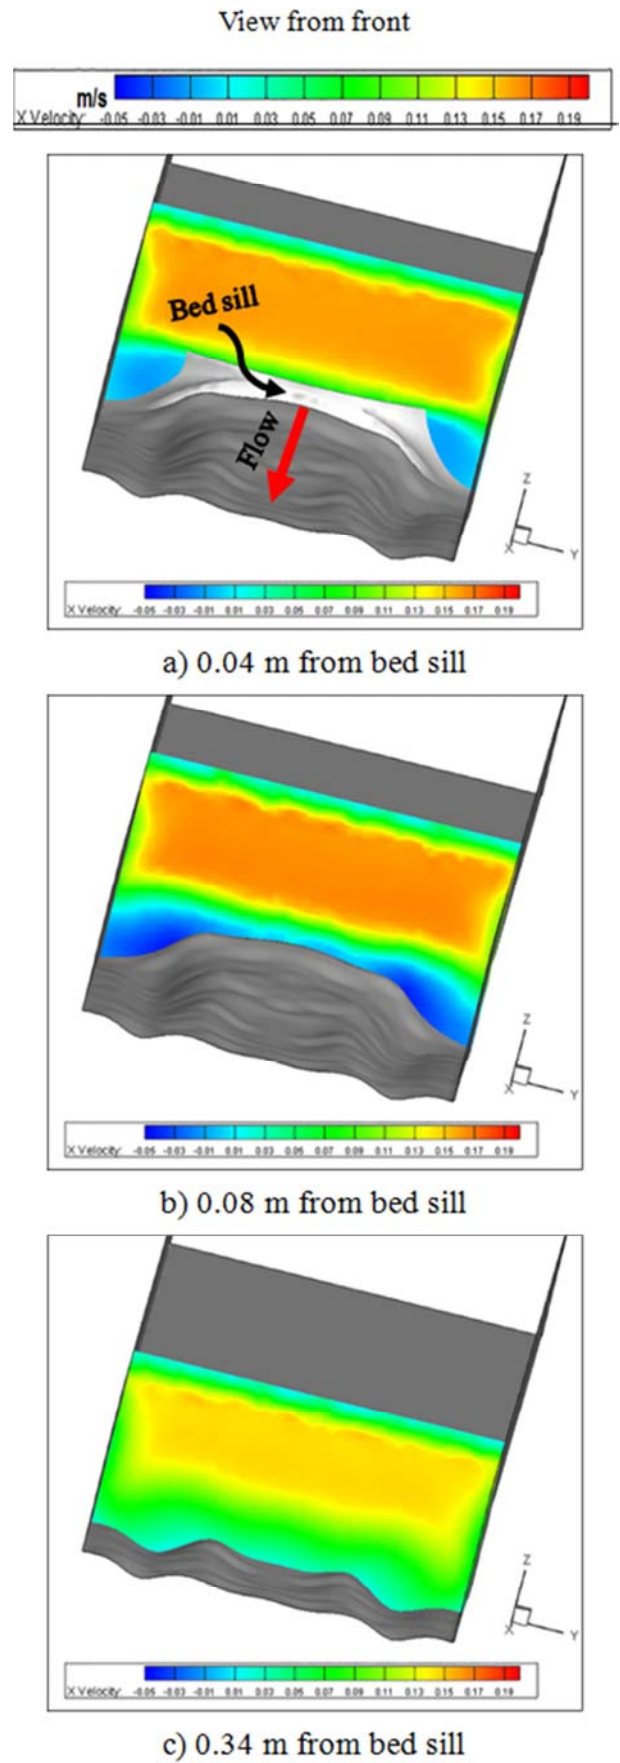 View from front
m/s
X Velocity: -0.05 -0.03 -0.01 0.01 0.03 0.05 0.07 0.09 0.11 0.13 0.15 0.17 0.19
Bed sill
Flow
Z
X
Y
X Velocity: -0.05 -0.03 -0.01 0.01 0.03 0.05 0.07 0.09 0.11 0.13 0.15 0.17 0.19
a) 0.04 m from bed sill
Z
X
Y
X Velocity: -0.05 -0.03 -0.01 0.01 0.03 0.05 0.07 0.09 0.11 0.13 0.15 0.17 0.19
b) 0.08 m from bed sill
Z
X
Y
X Velocity: -0.05 -0.03 -0.01 0.01 0.03 0.05 0.07 0.09 0.11 0.13 0.15 0.17 0.19
c) 0.34 m from bed sill